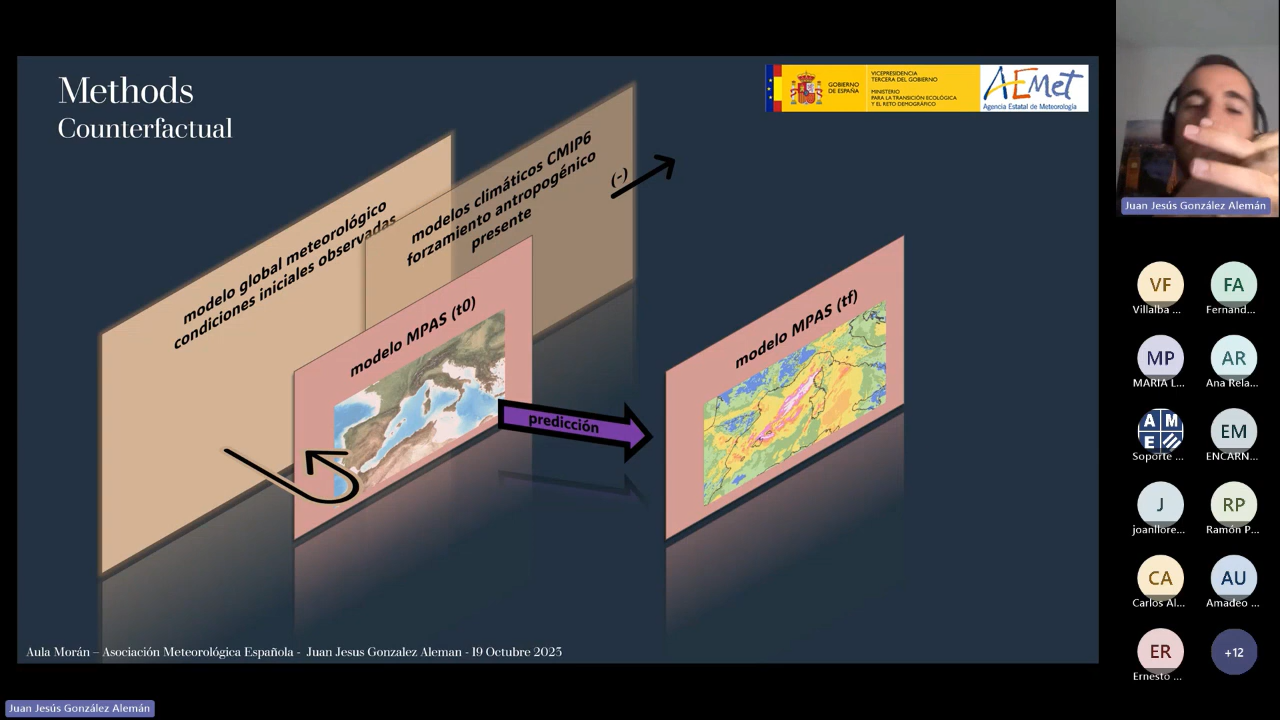 Methods
Counterfactual
GOBIERNO
DE ESPAÑA
VICEPRESIDENCIA
TERCERA DEL GOBIERNO
MINISTERIO
PARA LA TRANSICIÓN ECOLÓGICA
Y EL RETO DEMOGRÁFICO
AEMet
Agencia Estatal de Meteorología
modelo global meteorológico
condiciones iniciales observadas
modelos climáticos CMIP6
forzamiento antropogénico
presente
(-)
modelo MPAS (t0)
predicción
modelo MPAS (tf)
Aula Morán – Asociación Meteorológica Española - Juan Jesus Gonzalez Aleman - 19 Octubre 2023
Juan Jesús González Alemán
VF
Villalba ...
FA
Fernand...
MP
MARIA L...
AR
Ana Rela...
A M
E
Soporte ...
EM
ENCARN...
J
joanllore...
RP
Ramón P...
CA
Carlos Al...
AU
Amadeo ...
ER
Ernesto ...
+12
Juan Jesús González Alemán